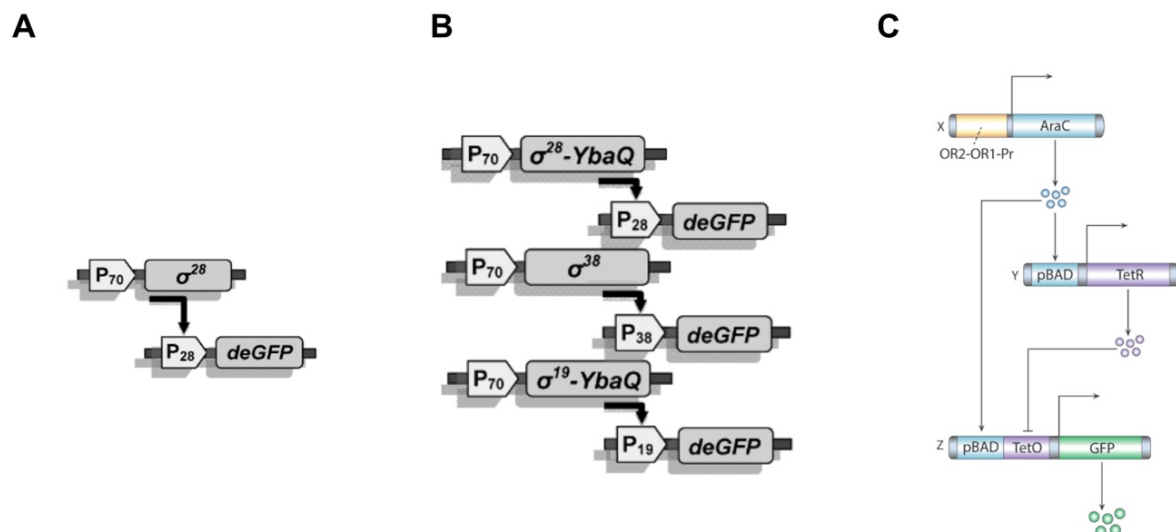 A
B
C
P70 σ28
P28 deGFP
P70 σ28-YbaQ
P28 deGFP
P70 σ38
P38 deGFP
P70 σ19-YbaQ
P19 deGFP
X AraC
OR2-OR1-Pr
Y pBAD TetR
Z pBAD TetO GFP